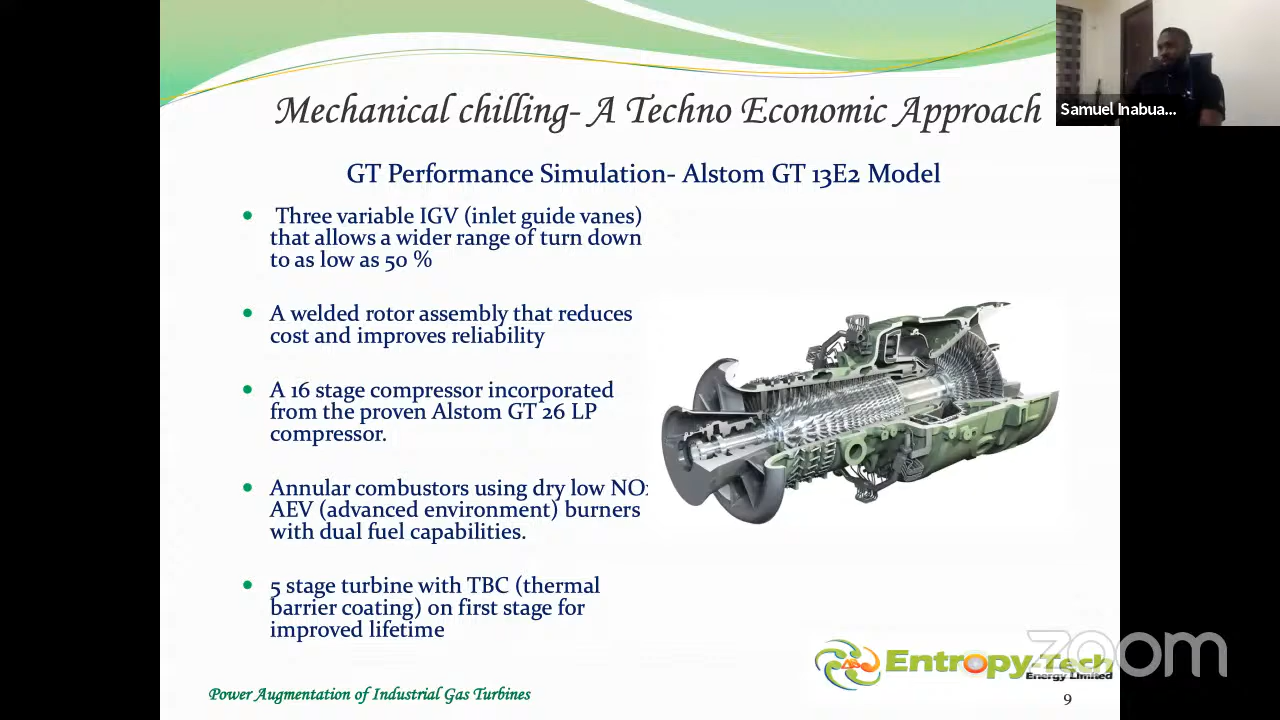 Samuel Inabua...
Mechanical chilling- A Techno Economic Approach
GT Performance Simulation- Alstom GT 13E2 Model
• Three variable IGV (inlet guide vanes)
that allows a wider range of turn down
to as low as 50 %
• A welded rotor assembly that reduces
cost and improves reliability
• A 16 stage compressor incorporated
from the proven Alstom GT 26 LP
compressor.
• Annular combustors using dry low
AEV (advanced environment) burners
with dual fuel capabilities.
• 5 stage turbine with TBC (thermal
barrier coating) on first stage for
improved lifetime
Entropy-Tech
Energy Limited
zoom
Power Augmentation of Industrial Gas Turbines
9